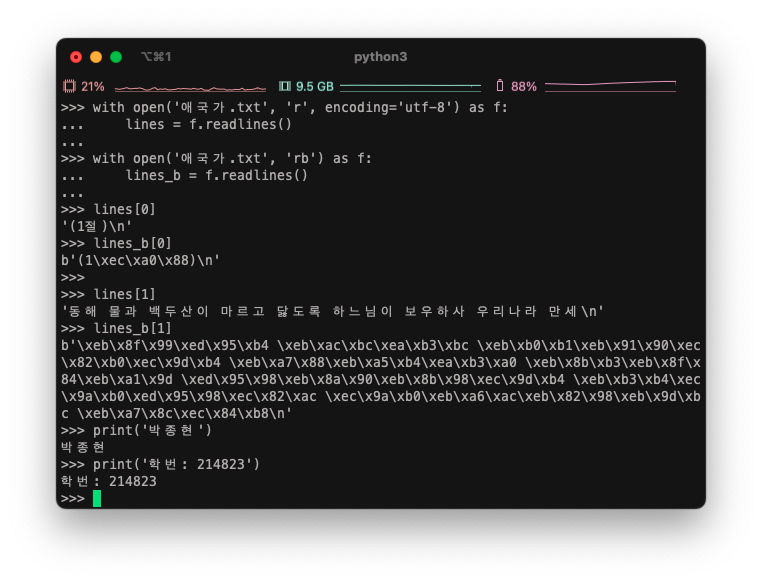 ⌥⌘1 python3
21% 9.5 GB 88%
>>> with open('애국가.txt', 'r', encoding='utf-8') as f:
...     lines = f.readlines()
...
>>> with open('애국가.txt', 'rb') as f:
...     lines_b = f.readlines()
...
>>> lines[0]
'(1절)\n'
>>> lines_b[0]
b'(1\xec\xa0\x88)\n'
>>>
>>> lines[1]
'동해 물과 백두산이 마르고 닳도록 하느님이 보우하사 우리나라 만세\n'
>>> lines_b[1]
b'\xeb\x8f\x99\xed\x95\xb4 \xeb\xac\xbc\xea\xb3\xbc \xeb\xb0\xb1\xeb\x91\x90\xec
\x82\xb0\xec\x9d\xb4 \xeb\xa7\x88\xeb\xa5\xb4\xea\xb3\xa0 \xeb\x8b\xb3\xeb\x8f\x
84\xeb\xa1\x9d \xed\x95\x98\xeb\x8a\x90\xeb\x8b\x98\xec\x9d\xb4 \xeb\xb3\xb4\xec
\x9a\xb0\xed\x95\x98\xec\x82\xac \xec\x9a\xb0\xeb\xa6\xac\xeb\x82\x98\xeb\x9d\xb
c \xeb\xa7\x8c\xec\x84\xb8\n'
>>> print('박종현')
박종현
>>> print('학번: 214823')
학번: 214823
>>>